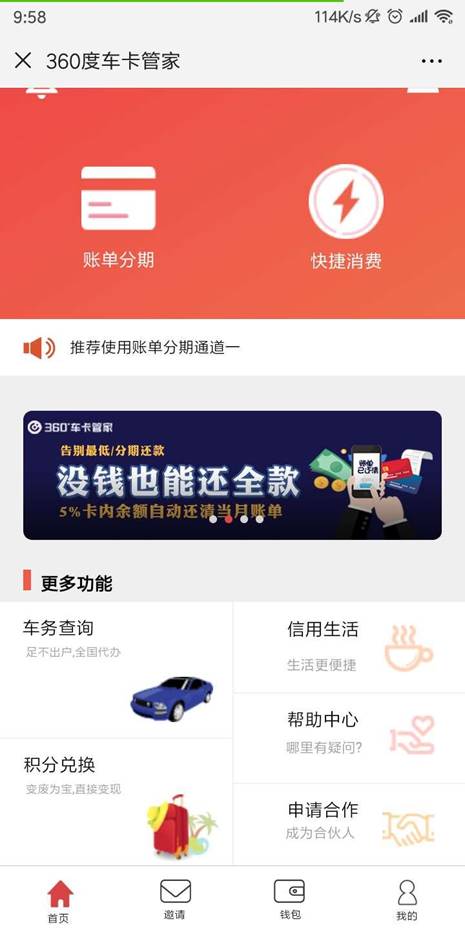 9:58
114K/s
360度车卡管家
账单分期
快捷消费
推荐使用账单分期通道一
360°车卡管家
告别最低/分期还款
没钱也能还全款
5%卡内余额自动还清当月账单
账单
已还清
更多功能
车务查询
足不出户,全国代办
信用生活
生活更便捷
帮助中心
哪里有疑问?
积分兑换
变废为宝,直接变现
申请合作
成为合伙人
首页
邀请
钱包
我的